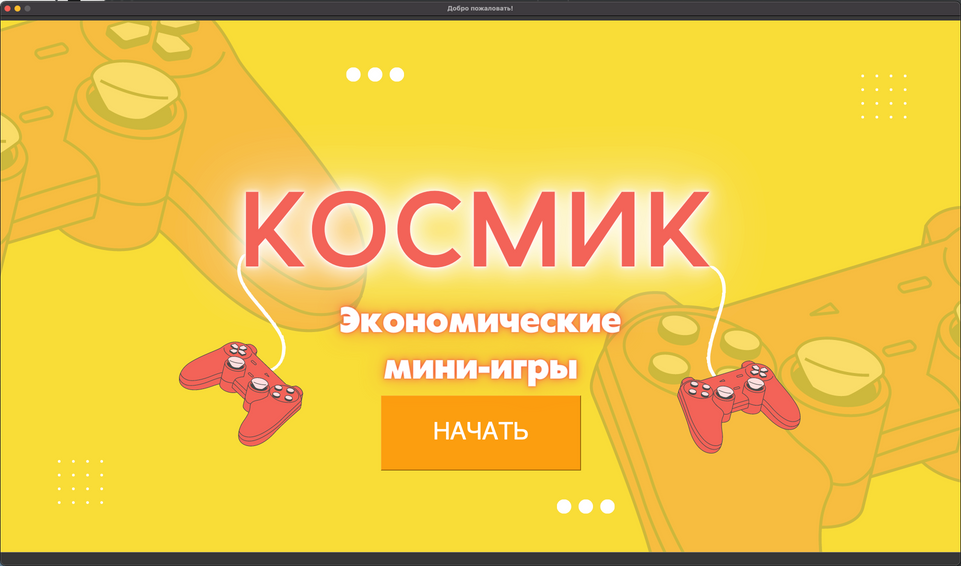 Добро пожаловать!
КОСМИК
Экономические
мини-игры
НАЧАТЬ